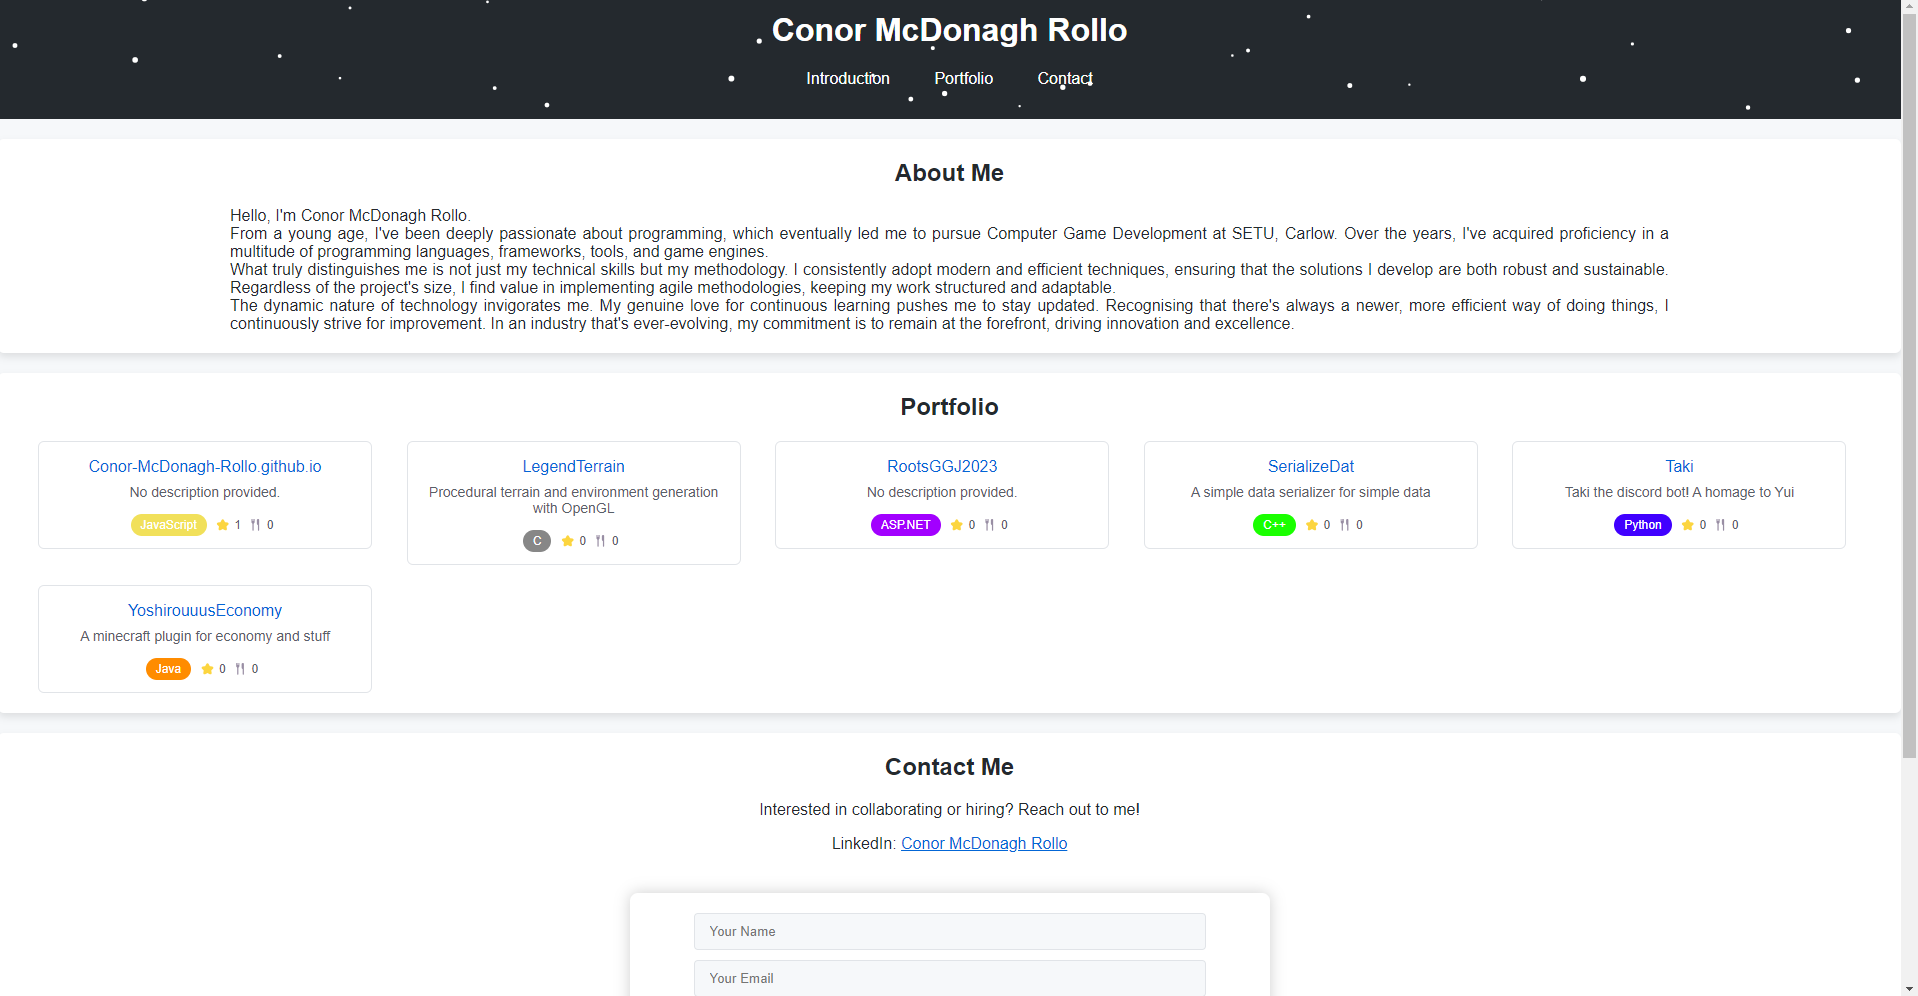 Conor McDonagh Rollo
Introduction Portfolio Contact
About Me
Hello, I'm Conor McDonagh Rollo.
From a young age, I've been deeply passionate about programming, which eventually led me to pursue Computer Game Development at SETU, Carlow. Over the years, I've acquired proficiency in a
multitude of programming languages, frameworks, tools, and game engines.
What truly distinguishes me is not just my technical skills but my methodology. I consistently adopt modern and efficient techniques, ensuring that the solutions I develop are both robust and sustainable.
Regardless of the project's size, I find value in implementing agile methodologies, keeping my work structured and adaptable.
The dynamic nature of technology invigorates me. My genuine love for continuous learning pushes me to stay updated. Recognising that there's always a newer, more efficient way of doing things, I
continuously strive for improvement. In an industry that's ever-evolving, my commitment is to remain at the forefront, driving innovation and excellence.
Portfolio
Conor-McDonagh-Rollo.github.io
No description provided.
JavaScript 1 0
LegendTerrain
Procedural terrain and environment generation
with OpenGL
C 0 0
RootsGGJ2023
No description provided.
ASP.NET 0 0
SerializeDat
A simple data serializer for simple data
C++ 0 0
Taki
Taki the discord bot! A homage to Yui
Python 0 0
YoshirouuusEconomy
A minecraft plugin for economy and stuff
Java 0 0
Contact Me
Interested in collaborating or hiring? Reach out to me!
LinkedIn: Conor McDonagh Rollo
Your Name
Your Email